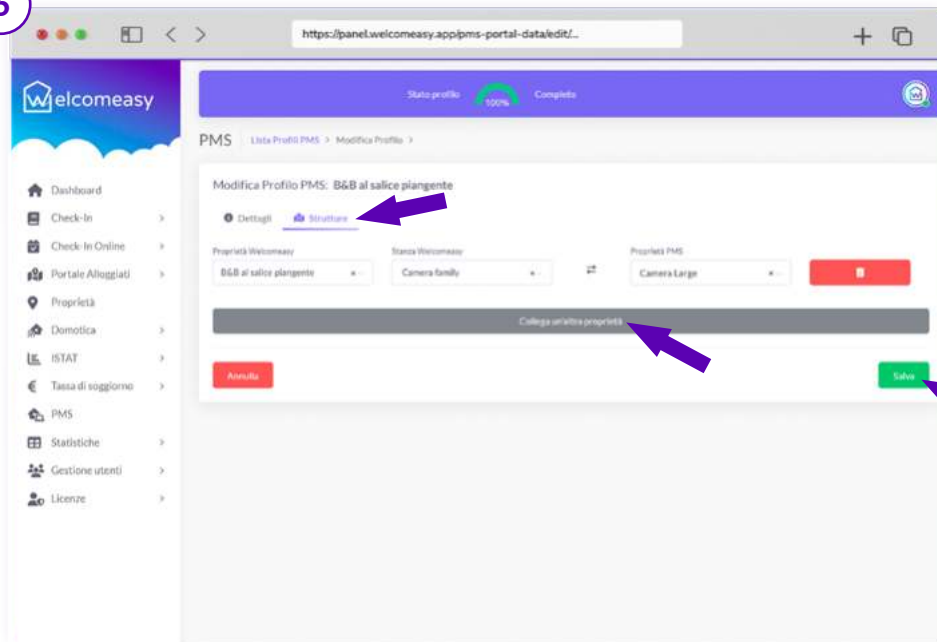 5
https://panel.welcomeasy.app/pms-portal-data/edit/...
Welcomeasy
Stato profilo 100% Completo
PMS Lista Profili PMS > Modifica Profilo >
Modifica Profilo PMS: B&B al salice piangente
Dettagli Strutture
Proprietà Welcomeasy Stanza Welcomeasy Proprietà PMS
B&B al salice piangente Camera family Camera Large
Collega un'altra proprietà
Annulla Salva
Dashboard
Check-In
Check-In Online
Portale Alloggiati
Proprietà
Domotica
ISTAT
Tassa di soggiorno
PMS
Statistiche
Gestione utenti
Licenze